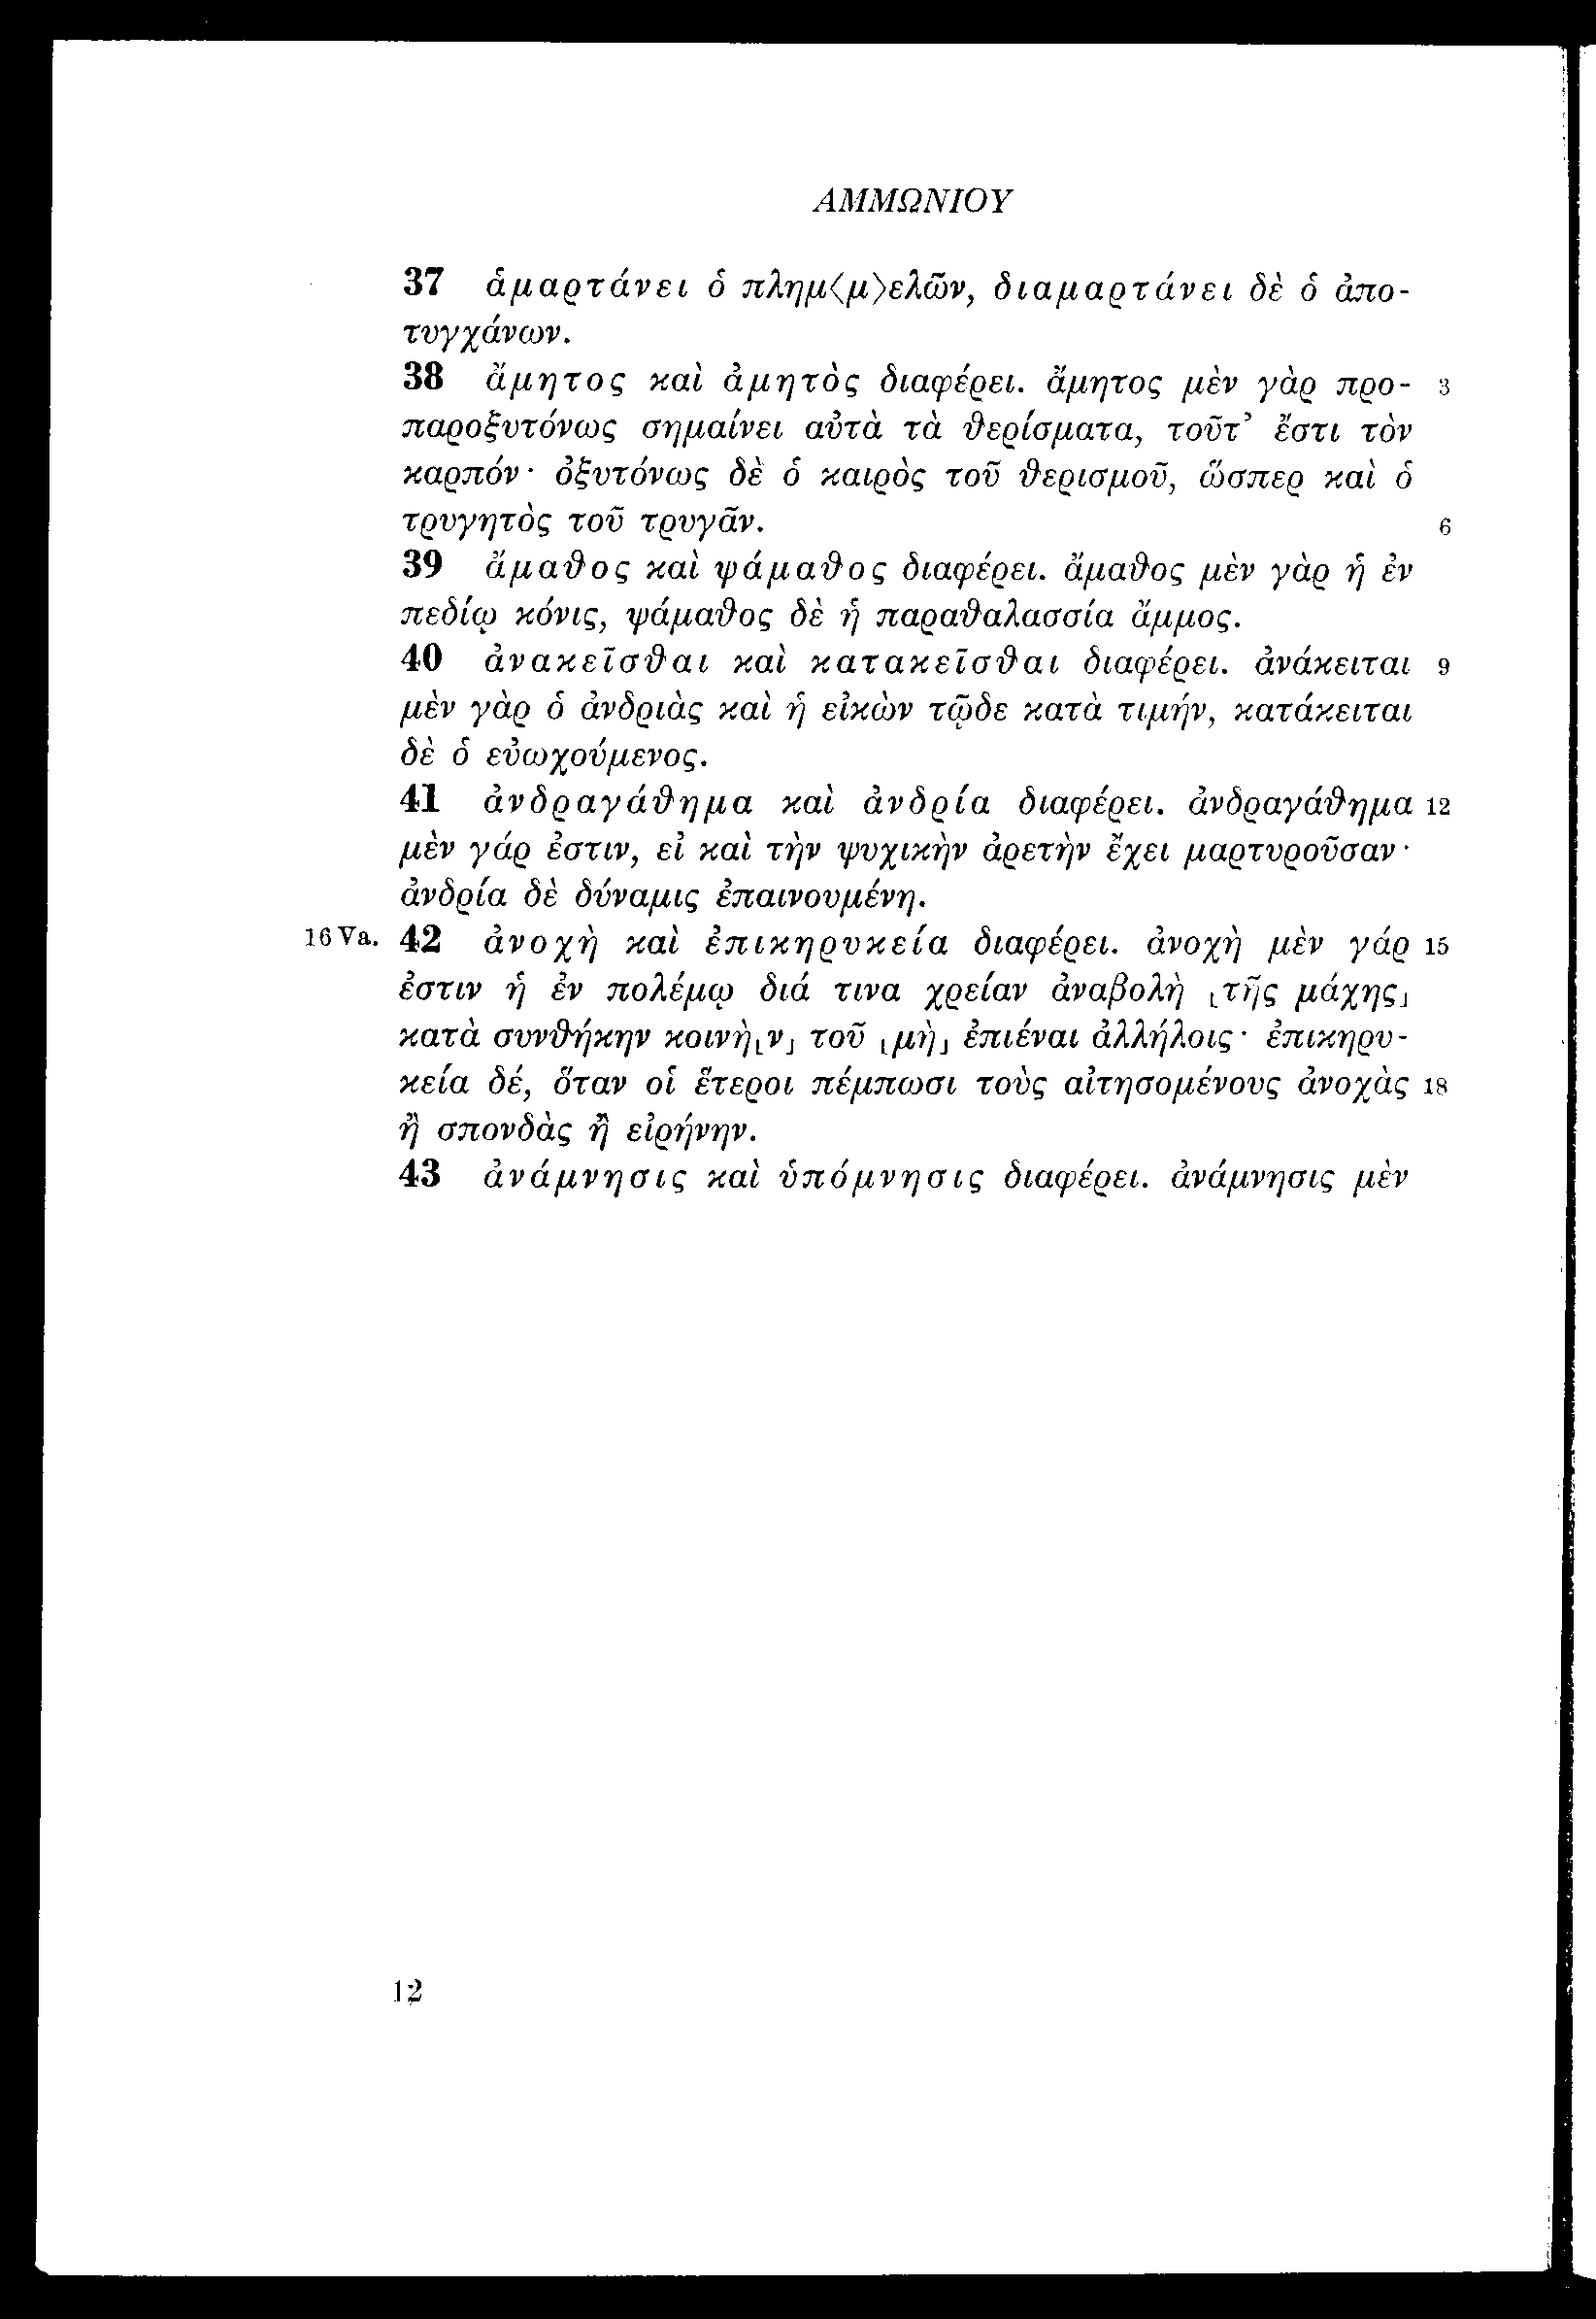 ΑΜΜΩΝΙΟΥ
37 ἁμαρτάνει ὁ πλημ⟨μ⟩ελῶν, διαμαρτάνει δὲ ὁ ἀπο-
τυγχάνων.
38 ἄμητος καὶ ἀμητὸς διαφέρει. ἄμητος μὲν γὰρ προ- 3
παροξυτόνως σημαίνει αὐτὰ τὰ θερίσματα, τοῦτ’ ἔστι τὸν
καρπόν· ὀξυτόνως δὲ ὁ καιρὸς τοῦ θερισμοῦ, ὥσπερ καὶ ὁ
τρυγητὸς τοῦ τρυγᾶν. 6
39 ἄμαθος καὶ ψάμαθος διαφέρει. ἄμαθος μὲν γὰρ ἡ ἐν
πεδίῳ κόνις, ψάμαθος δὲ ἡ παραθαλασσία ἄμμος.
40 ἀνακεῖσθαι καὶ κατακεῖσθαι διαφέρει. ἀνάκειται 9
μὲν γὰρ ὁ ἀνδριὰς καὶ ἡ εἰκὼν τῷδε κατὰ τιμήν, κατάκειται
δὲ ὁ εὐωχούμενος.
41 ἀνδραγάθημα καὶ ἀνδρία διαφέρει. ἀνδραγάθημα 12
μὲν γάρ ἐστιν, εἰ καὶ τὴν ψυχικὴν ἀρετὴν ἔχει μαρτυροῦσαν·
ἀνδρία δὲ δύναμις ἐπαινουμένη.
16 Va. 42 ἀνοχὴ καὶ ἐπικηρυκεία διαφέρει. ἀνοχὴ μὲν γάρ 15
ἐστιν ἡ ἐν πολέμῳ διά τινα χρείαν ἀναβολὴ ⌊τῆς μάχης⌋
κατὰ συνθήκην κοινὴ⌊ν⌋ τοῦ ⌊μὴ⌋ ἐπιέναι ἀλλήλοις· ἐπικηρυ-
κεία δέ, ὅταν οἱ ἕτεροι πέμπωσι τοὺς αἰτησομένους ἀνοχὰς 18
ἢ σπονδὰς ἢ εἰρήνην.
43 ἀνάμνησις καὶ ὑπόμνησις διαφέρει. ἀνάμνησις μὲν
12